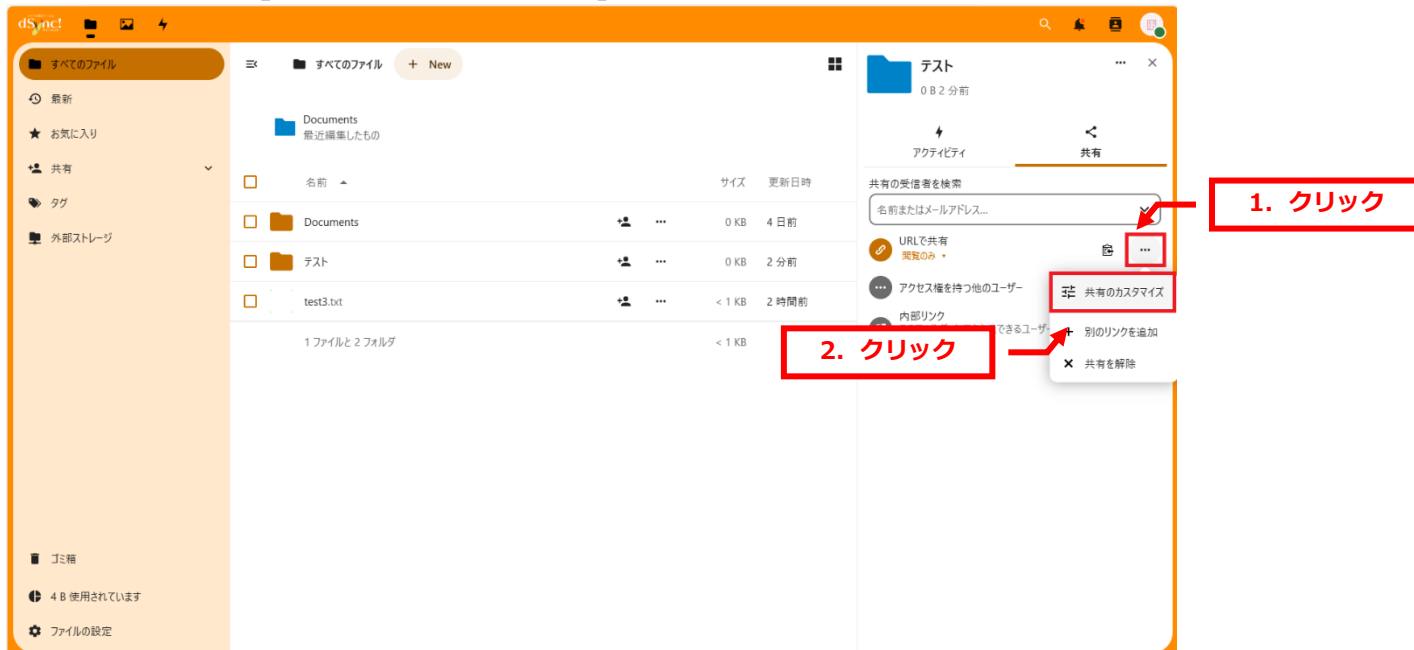 dSync!
すべてのファイル
最新
お気に入り
共有
タグ
外部ストレージ
ゴミ箱
4 B 使用されています
ファイルの設定
すべてのファイル
+ New
Documents
最近編集したもの
名前
サイズ
更新日時
Documents
0 KB
4 日前
テスト
0 KB
2 分前
test3.txt
< 1 KB
2 時間前
1 ファイルと 2 フォルダ
< 1 KB
テスト
0 B 2 分前
アクティビティ
共有
共有の受信者を検索
名前またはメールアドレス...
URLで共有
閲覧のみ
アクセス権を持つ他のユーザー
内部リンク
できるユーザー
共有のカスタマイズ
別のリンクを追加
共有を解除
1. クリック
2. クリック